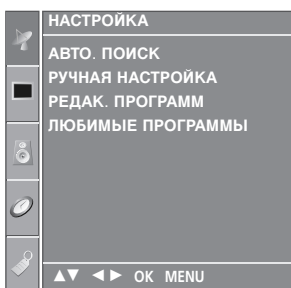 НАСТРОЙКА
АВТО. ПОИСК
РУЧНАЯ НАСТРОЙКА
РЕДАК. ПРОГРАММ
ЛЮБИМЫЕ ПРОГРАММЫ
▲▼ ◄► OK MENU